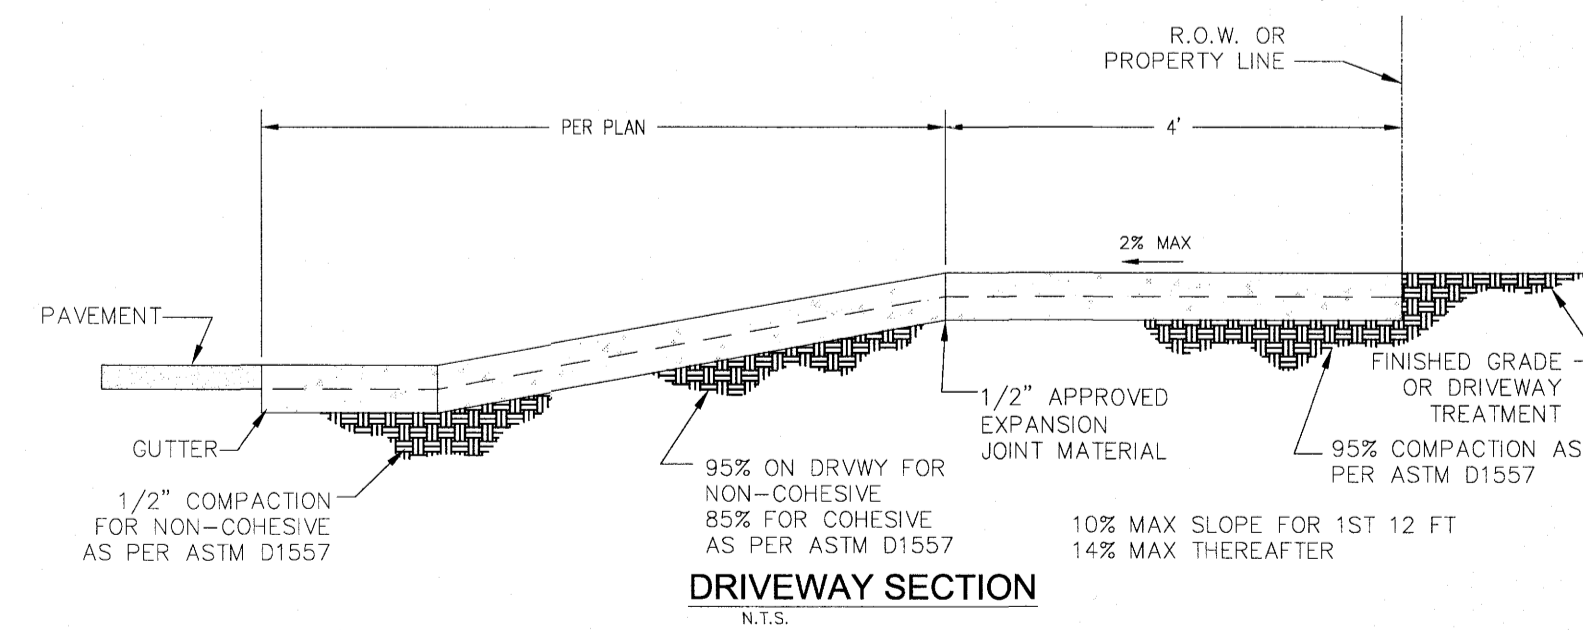 R.O.W. OR
PROPERTY LINE
PER PLAN
4'
2% MAX
PAVEMENT
GUTTER
1/2" COMPACTION
FOR NON-COHESIVE
AS PER ASTM D1557
95% ON DRVWY FOR
NON-COHESIVE
85% FOR COHESIVE
AS PER ASTM D1557
1/2" APPROVED
EXPANSION
JOINT MATERIAL
FINISHED GRADE
OR DRIVEWAY
TREATMENT
95% COMPACTION AS
PER ASTM D1557
10% MAX SLOPE FOR 1ST 12 FT
14% MAX THEREAFTER
DRIVEWAY SECTION
N.T.S.